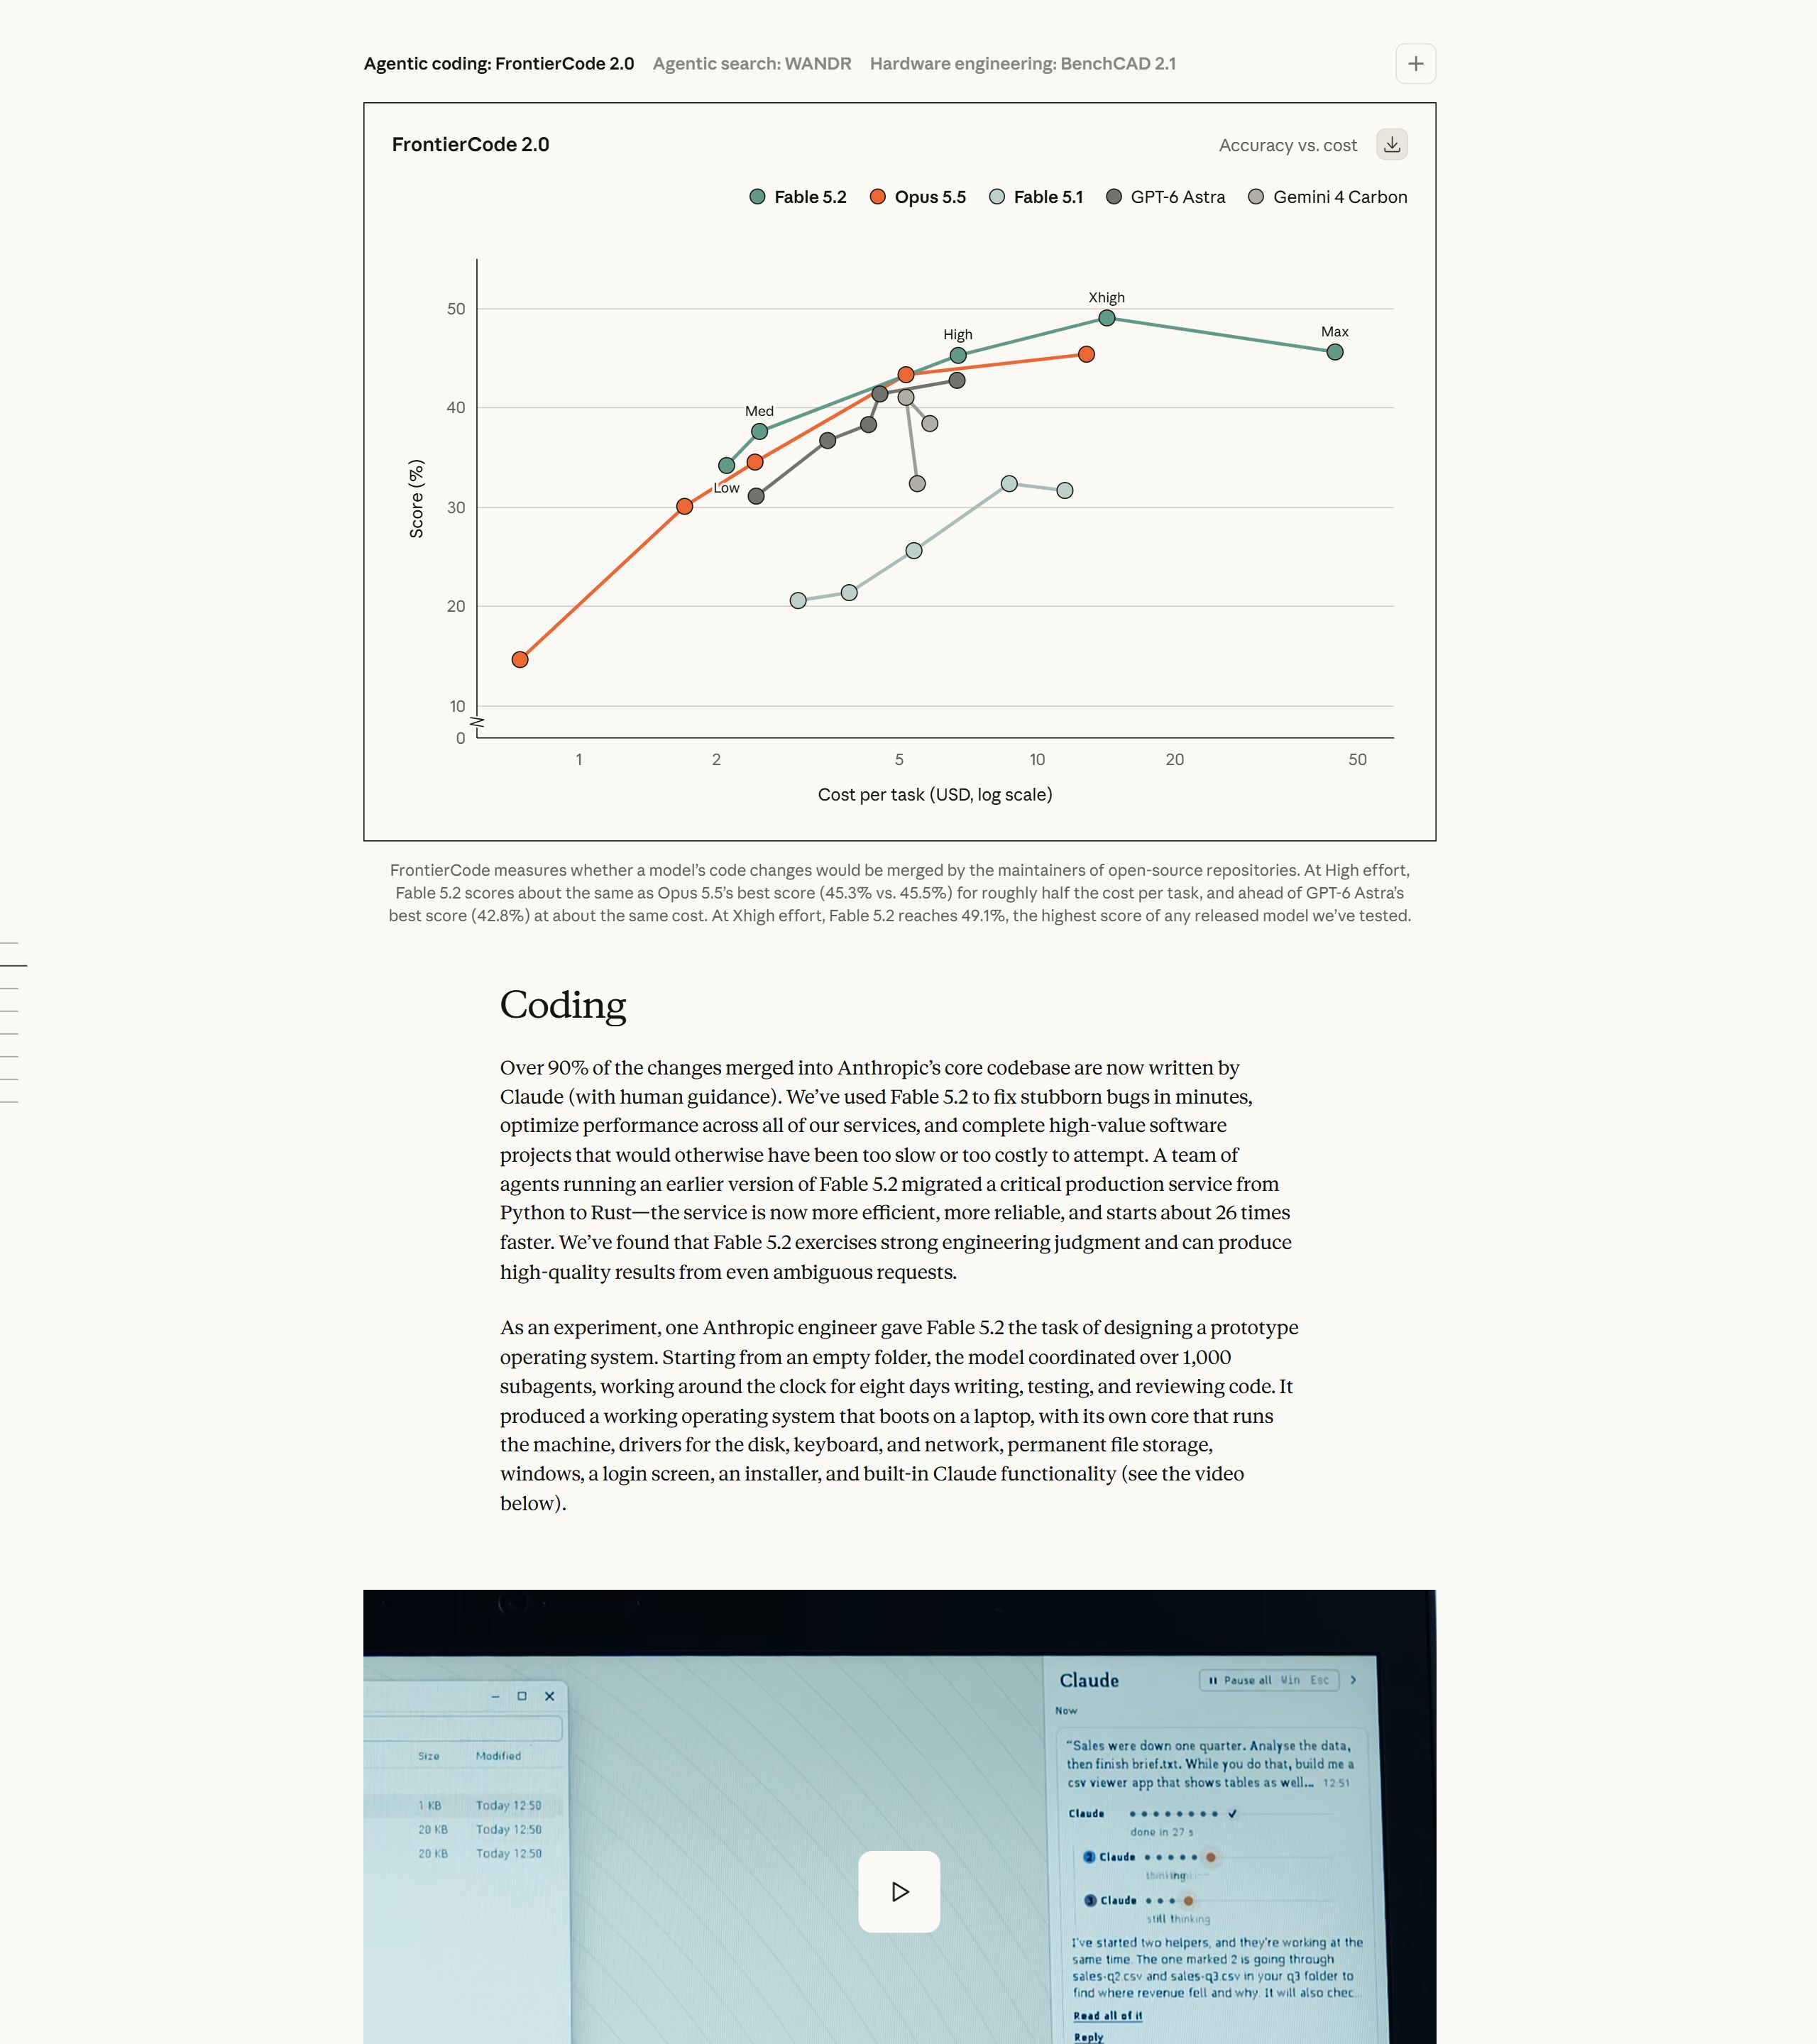 Agentic coding: FrontierCode 2.0 Agentic search: WANDR Hardware engineering: BenchCAD 2.1
FrontierCode 2.0
Accuracy vs. cost
Fable 5.2 Opus 5.5 Fable 5.1 GPT-6 Astra Gemini 4 Carbon
Xhigh
50
High
Max
Med
40
Score (%)
Low
30
20
10
0
1 2 5 10 20 50
Cost per task (USD, log scale)
FrontierCode measures whether a model’s code changes would be merged by the maintainers of open-source repositories. At High effort,
Fable 5.2 scores about the same as Opus 5.5’s best score (45.3% vs. 45.5%) for roughly half the cost per task, and ahead of GPT-6 Astra’s
best score (42.8%) at about the same cost. At Xhigh effort, Fable 5.2 reaches 49.1%, the highest score of any released model we’ve tested.
Coding
Over 90% of the changes merged into Anthropic’s core codebase are now written by
Claude (with human guidance). We’ve used Fable 5.2 to fix stubborn bugs in minutes,
optimize performance across all of our services, and complete high-value software
projects that would otherwise have been too slow or too costly to attempt. A team of
agents running an earlier version of Fable 5.2 migrated a critical production service from
Python to Rust—the service is now more efficient, more reliable, and starts about 26 times
faster. We’ve found that Fable 5.2 exercises strong engineering judgment and can produce
high-quality results from even ambiguous requests.
As an experiment, one Anthropic engineer gave Fable 5.2 the task of designing a prototype
operating system. Starting from an empty folder, the model coordinated over 1,000
subagents, working around the clock for eight days writing, testing, and reviewing code. It
produced a working operating system that boots on a laptop, with its own core that runs
the machine, drivers for the disk, keyboard, and network, permanent file storage,
windows, a login screen, an installer, and built-in Claude functionality (see the video
below).
Size Modified
1 KB Today 12:50
20 KB Today 12:50
20 KB Today 12:50
Claude
Pause all Win Esc
Now
“Sales were down one quarter. Analyse the data,
then finish brief.txt. While you do that, build me a
csv viewer app that shows tables as well... 12:51
Claude
done in 27 s
2 Claude
thinking
3 Claude
still thinking
I've started two helpers, and they're working at the
same time. The one marked 2 is going through
sales-q2.csv and sales-q3.csv in your q3 folder to
find where revenue fell and why. It will also chec...
Read all of it
Reply